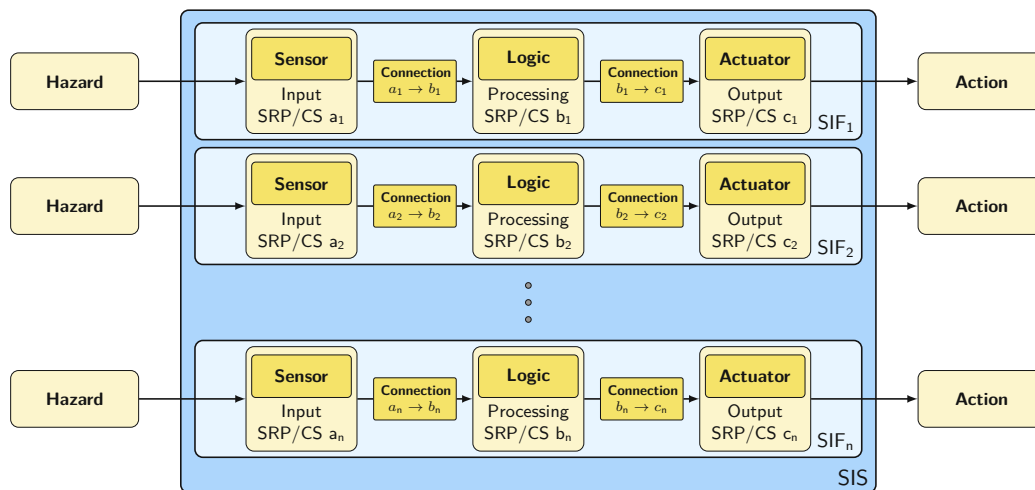 Hazard
Sensor
Input
SRP/CS a₁
Connection
a₁ → b₁
Logic
Processing
SRP/CS b₁
Connection
b₁ → c₁
Actuator
Output
SRP/CS c₁
SIF₁
Action
Hazard
Sensor
Input
SRP/CS a₂
Connection
a₂ → b₂
Logic
Processing
SRP/CS b₂
Connection
b₂ → c₂
Actuator
Output
SRP/CS c₂
SIF₂
Action
Hazard
Sensor
Input
SRP/CS aₙ
Connection
aₙ → bₙ
Logic
Processing
SRP/CS bₙ
Connection
bₙ → cₙ
Actuator
Output
SRP/CS cₙ
SIFₙ
Action
SIS